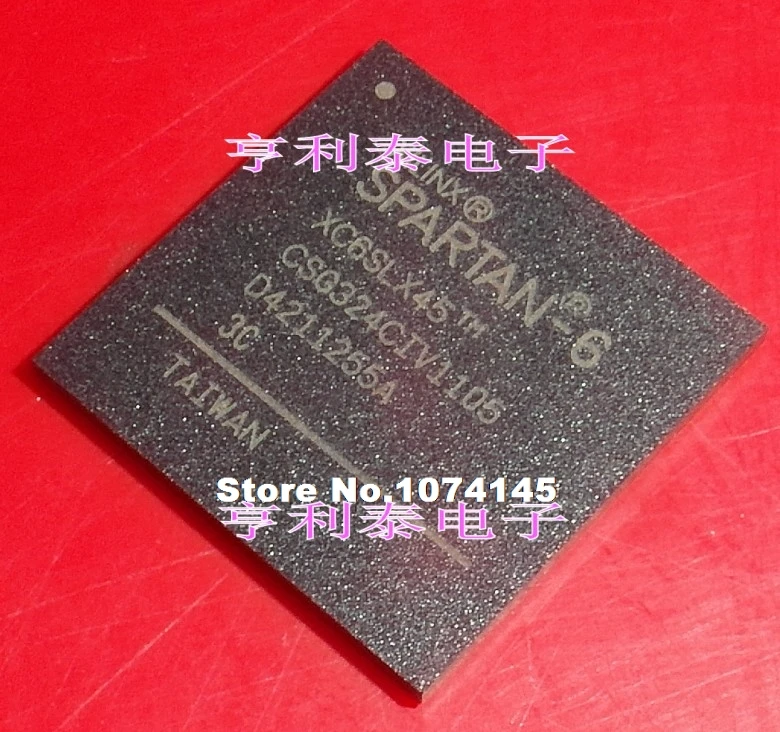 亨利泰电子
INX®
SPARTAN®-6
XC6SLX45™
CSG324CIV1105
D4211255A
3C
TAIWAN
Store No.1074145
亨利泰电子